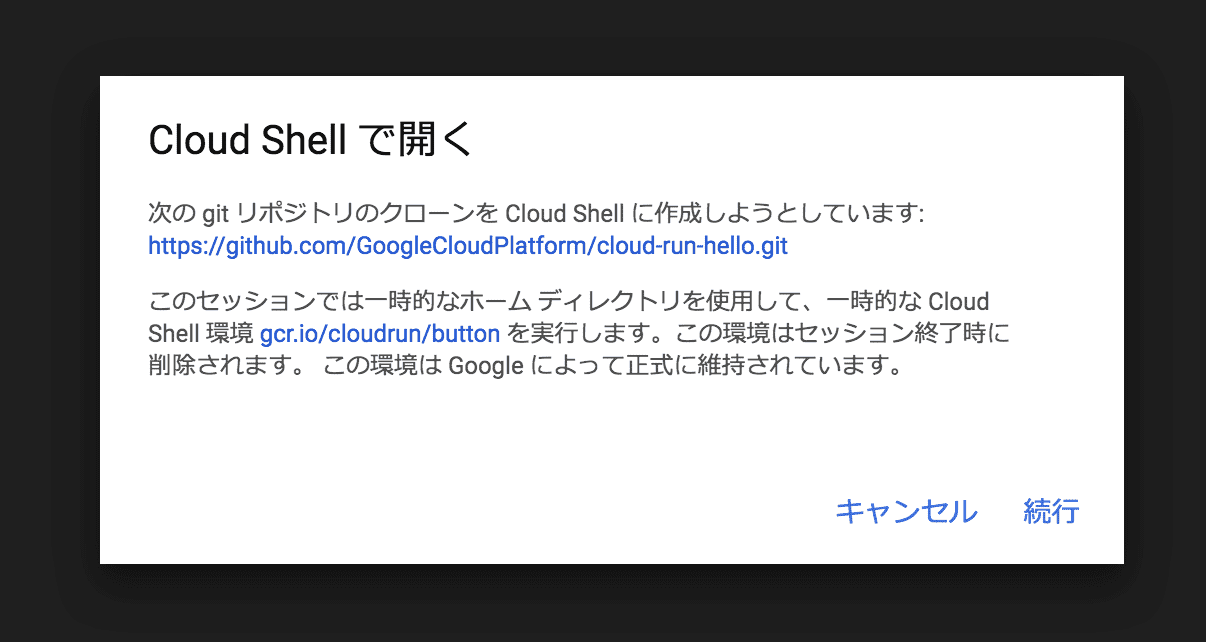 Cloud Shell で開く
次の git リポジトリのクローンを Cloud Shell に作成しようとしています:
https://github.com/GoogleCloudPlatform/cloud-run-hello.git
このセッションでは一時的なホーム ディレクトリを使用して、一時的な Cloud
Shell 環境 gcr.io/cloudrun/button を実行します。この環境はセッション終了時に
削除されます。 この環境は Google によって正式に維持されています。
キャンセル 続行